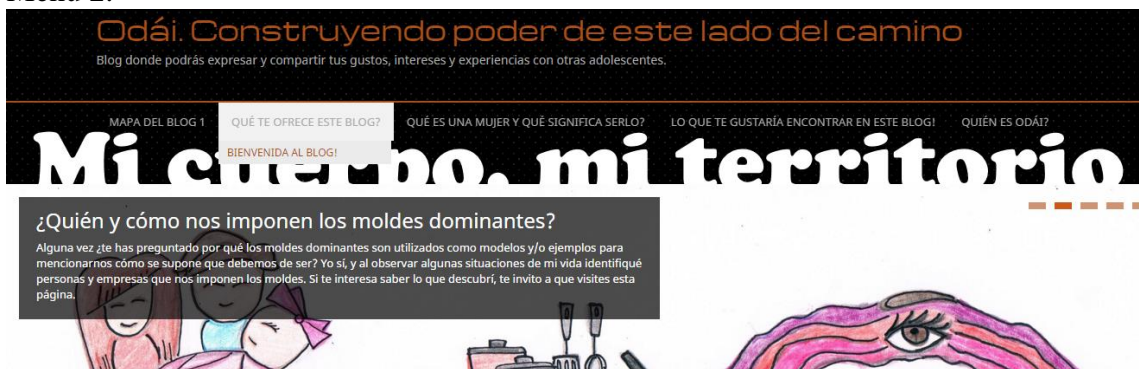 Odái. Construyendo poder de este lado del camino
Blog donde podrás expresar y compartir tus gustos, intereses y experiencias con otras adolescentes.
MAPA DEL BLOG 1
QUÉ TE OFRECE ESTE BLOG?
QUÉ ES UNA MUJER Y QUÉ SIGNIFICA SERLO?
LO QUE TE GUSTARÍA ENCONTRAR EN ESTE BLOG!
QUIÉN ES ODÁI?
BIENVENIDA AL BLOG!
Mi cuerpo, mi territorio
¿Quién y cómo nos imponen los moldes dominantes?
Alguna vez ¿te has preguntado por qué los moldes dominantes son utilizados como modelos y/o ejemplos para
mencionarnos cómo se supone que debemos de ser? Yo sí, y al observar algunas situaciones de mi vida identifiqué
personas y empresas que nos imponen los moldes. Si te interesa saber lo que descubrí, te invito a que visites esta
página.